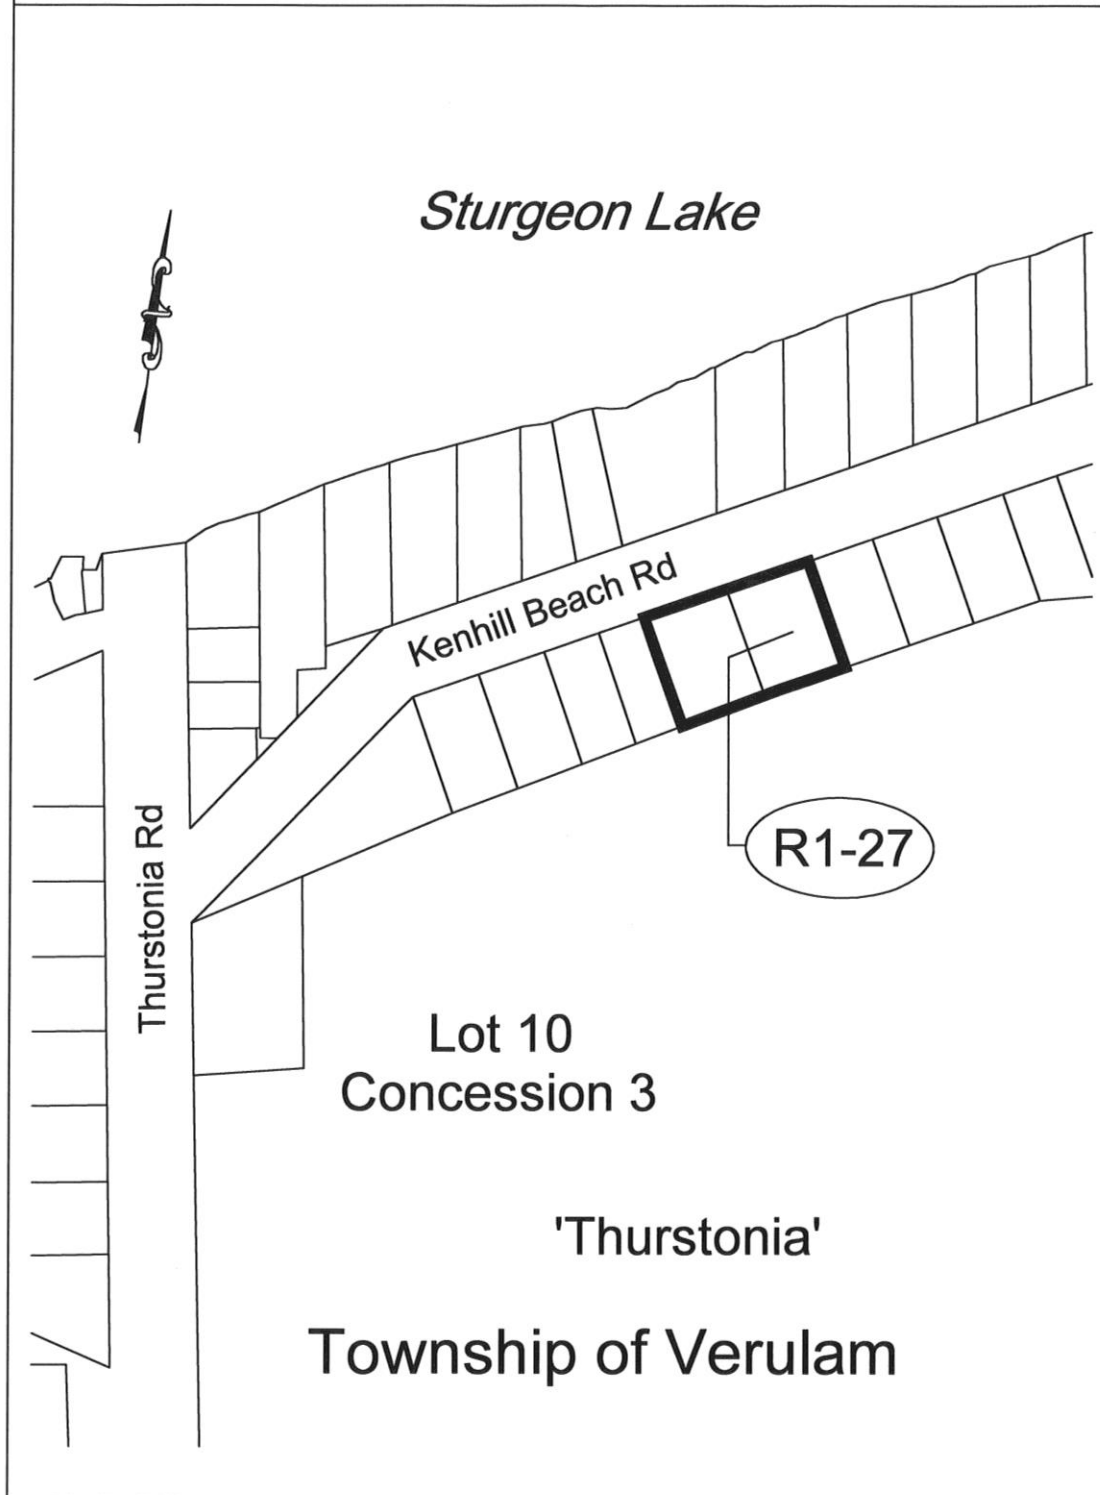 Sturgeon Lake
Kenhill Beach Rd
R1-27
Thurstonia Rd
Lot 10
Concession 3
'Thurstonia'
Township of Verulam